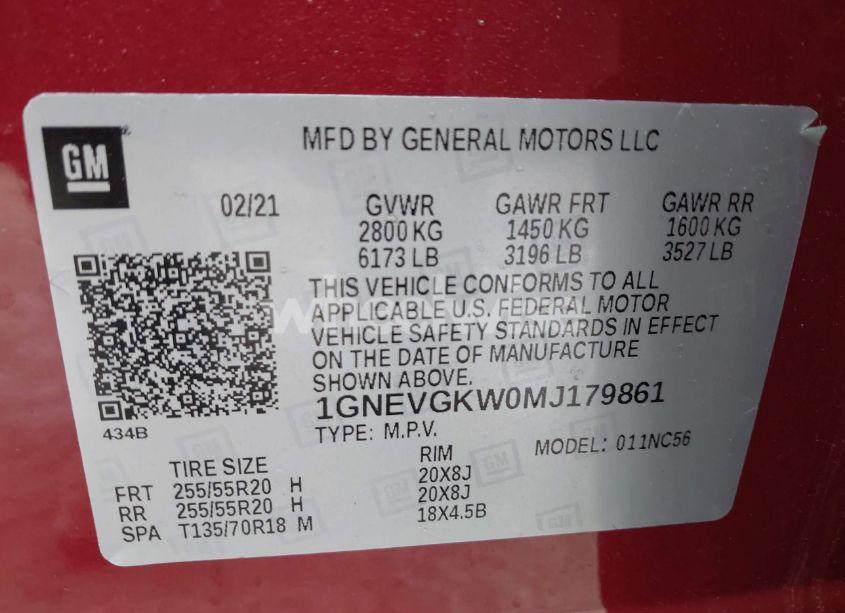 GM
MFD BY GENERAL MOTORS LLC
02/21 GVWR GAWR FRT GAWR RR
2800 KG 1450 KG 1600 KG
6173 LB 3196 LB 3527 LB
THIS VEHICLE CONFORMS TO ALL
APPLICABLE U.S. FEDERAL MOTOR
VEHICLE SAFETY STANDARDS IN EFFECT
ON THE DATE OF MANUFACTURE
SHOWN ABOVE.
1GNEVGKW0MJ179861
434B
TYPE: M.P.V. MODEL: 011NC56
TIRE SIZE RIM
FRT 255/55R20 H 20X8J
RR 255/55R20 H 20X8J
SPA T135/70R18 M 18X4.5B
GM
GM